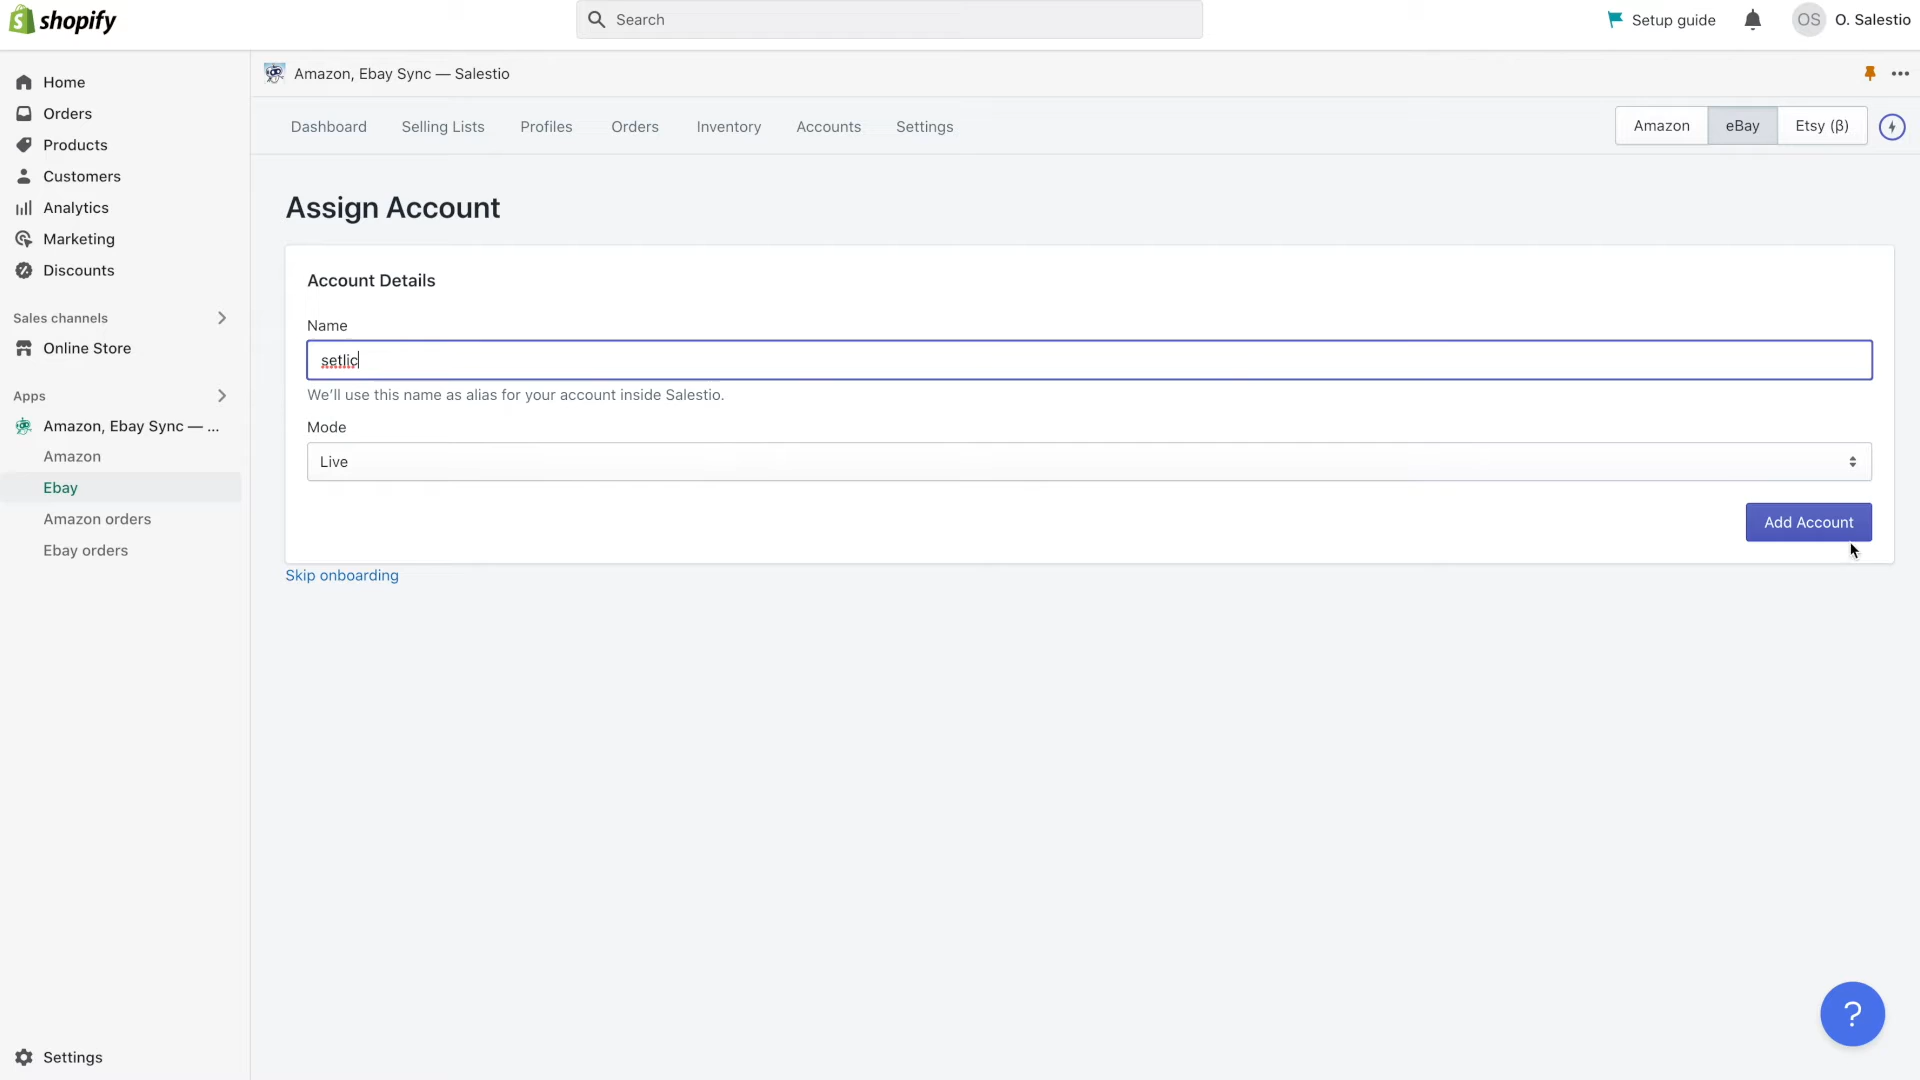 shopify
Search
Setup guide
OS
O. Salestio
Home
Orders
Products
Customers
Analytics
Marketing
Discounts
Sales channels
Online Store
Apps
Amazon, Ebay Sync — ...
Amazon
Ebay
Amazon orders
Ebay orders
Settings
Amazon, Ebay Sync — Salestio
Dashboard
Selling Lists
Profiles
Orders
Inventory
Accounts
Settings
Amazon
eBay
Etsy (β)
Assign Account
Account Details
Name
setlic
We’ll use this name as alias for your account inside Salestio.
Mode
Live
Add Account
Skip onboarding
?